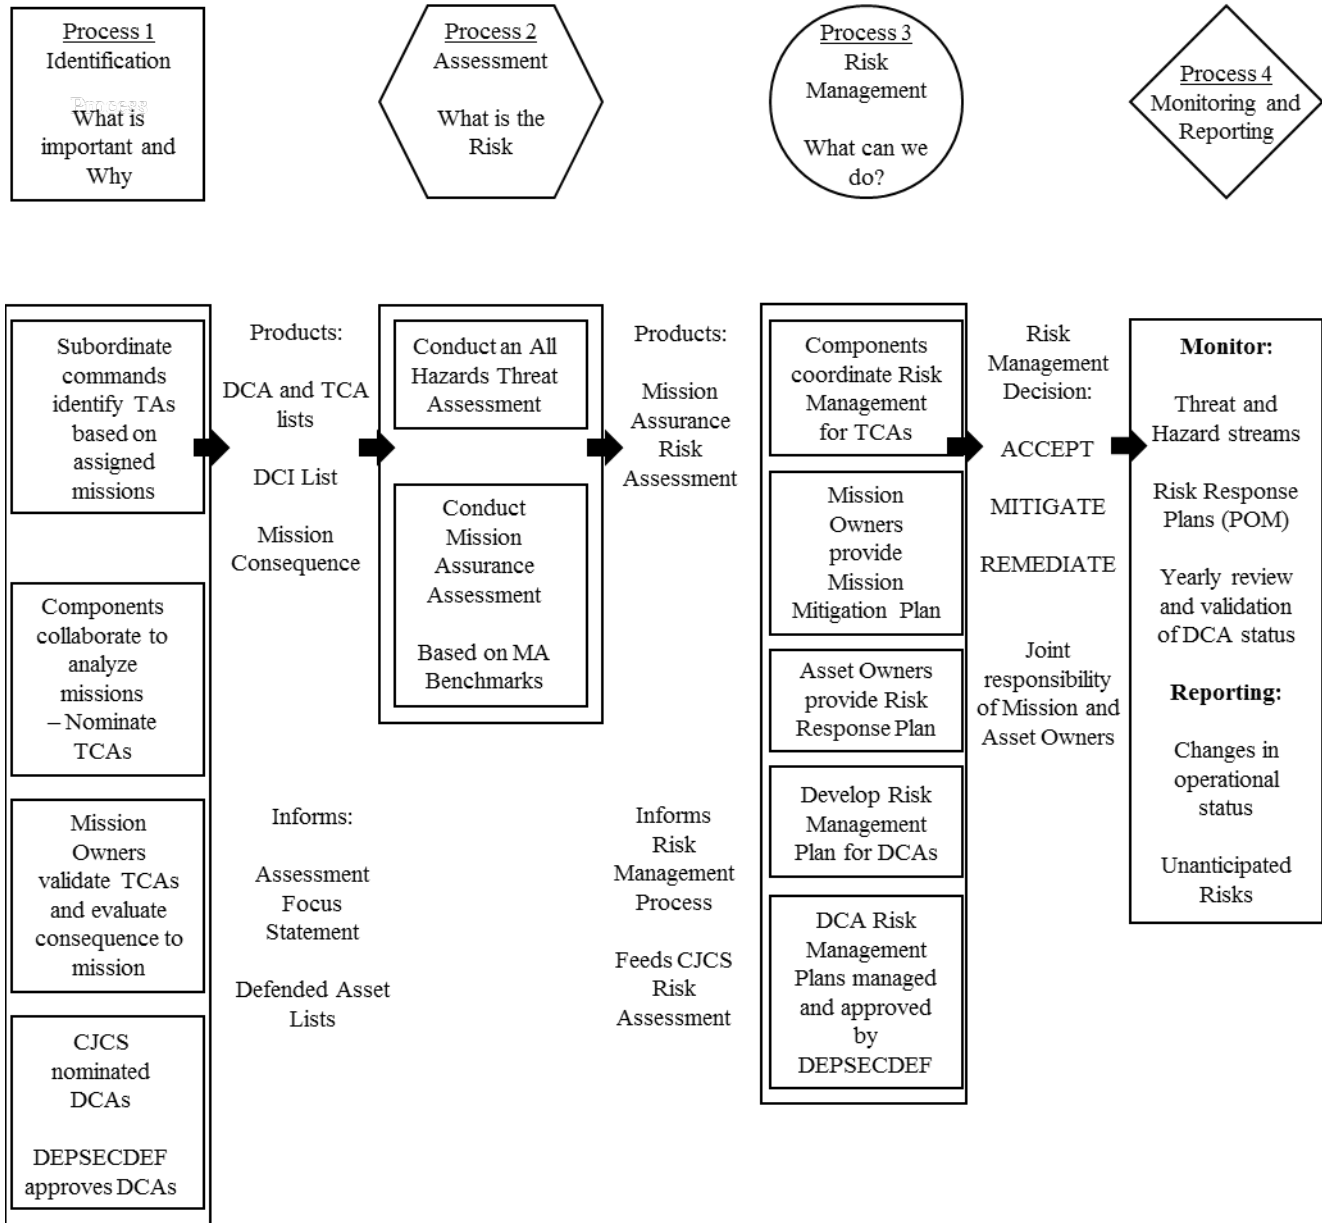 Process 1
Identification
Process
What is
important and
Why
Process 2
Assessment
What is the
Risk
Process 3
Risk
Management
What can we
do?
Process 4
Monitoring and
Reporting
Subordinate
commands
identify TAs
based on
assigned
missions
Components
collaborate to
analyze
missions
– Nominate
TCAs
Mission
Owners
validate TCAs
and evaluate
consequence to
mission
CJCS
nominated
DCAs
DEPSECDEF
approves DCAs
Products:
DCA and TCA
lists
DCI List
Mission
Consequence
Informs:
Assessment
Focus
Statement
Defended Asset
Lists
Conduct an All
Hazards Threat
Assessment
Conduct
Mission
Assurance
Assessment
Based on MA
Benchmarks
Products:
Mission
Assurance
Risk
Assessment
Informs
Risk
Management
Process
Feeds CJCS
Risk
Assessment
Components
coordinate Risk
Management
for TCAs
Mission
Owners
provide
Mission
Mitigation Plan
Asset Owners
provide Risk
Response Plan
Develop Risk
Management
Plan for DCAs
DCA Risk
Management
Plans managed
and approved
by
DEPSECDEF
Risk
Management
Decision:
ACCEPT
MITIGATE
REMEDIATE
Joint
responsibility
of Mission and
Asset Owners
Monitor:
Threat and
Hazard streams
Risk Response
Plans (POM)
Yearly review
and validation
of DCA status
Reporting:
Changes in
operational
status
Unanticipated
Risks